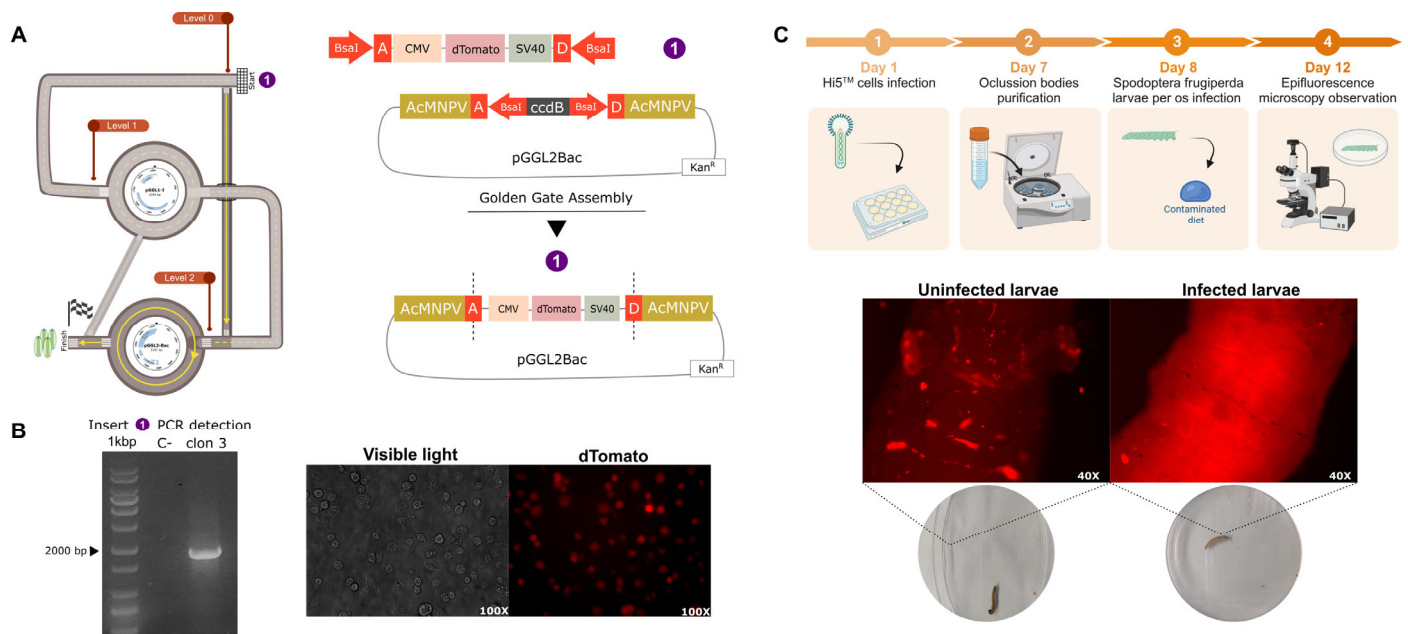 A
Level 0
Start
1
Level 1
pGGL1-1
Level 2
pGGL2-Bac
Finish
BsaI A CMV dTomato SV40 D BsaI 1
AcMNPV A BsaI ccdB BsaI D AcMNPV
pGGL2Bac
Kan^R
Golden Gate Assembly
1
AcMNPV A CMV dTomato SV40 D AcMNPV
pGGL2Bac
Kan^R
B
Insert 1 PCR detection
1kbp C- clon 3
2000 bp
Visible light
dTomato
100X
100X
C
1 2 3 4
Day 1
Hi5™ cells infection
Day 7
Oclussion bodies
purification
Day 8
Spodoptera frugiperda
larvae per os infection
Day 12
Epifluorescence
microscopy observation
Contaminated
diet
Uninfected larvae
Infected larvae
40X
40X